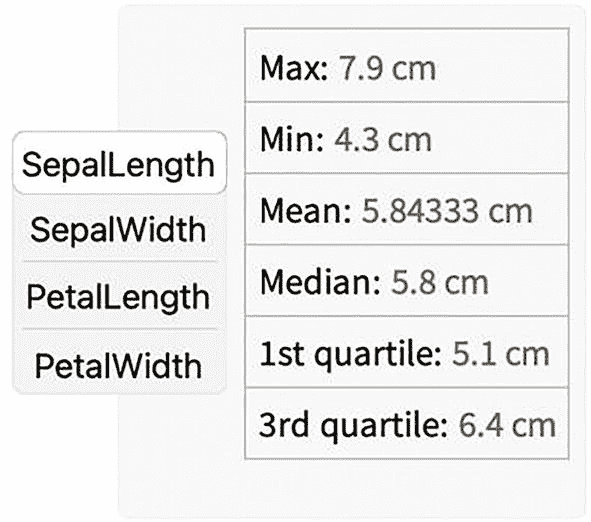 SepalLength
SepalWidth
PetalLength
PetalWidth
Max: 7.9 cm
Min: 4.3 cm
Mean: 5.84333 cm
Median: 5.8 cm
1st quartile: 5.1 cm
3rd quartile: 6.4 cm